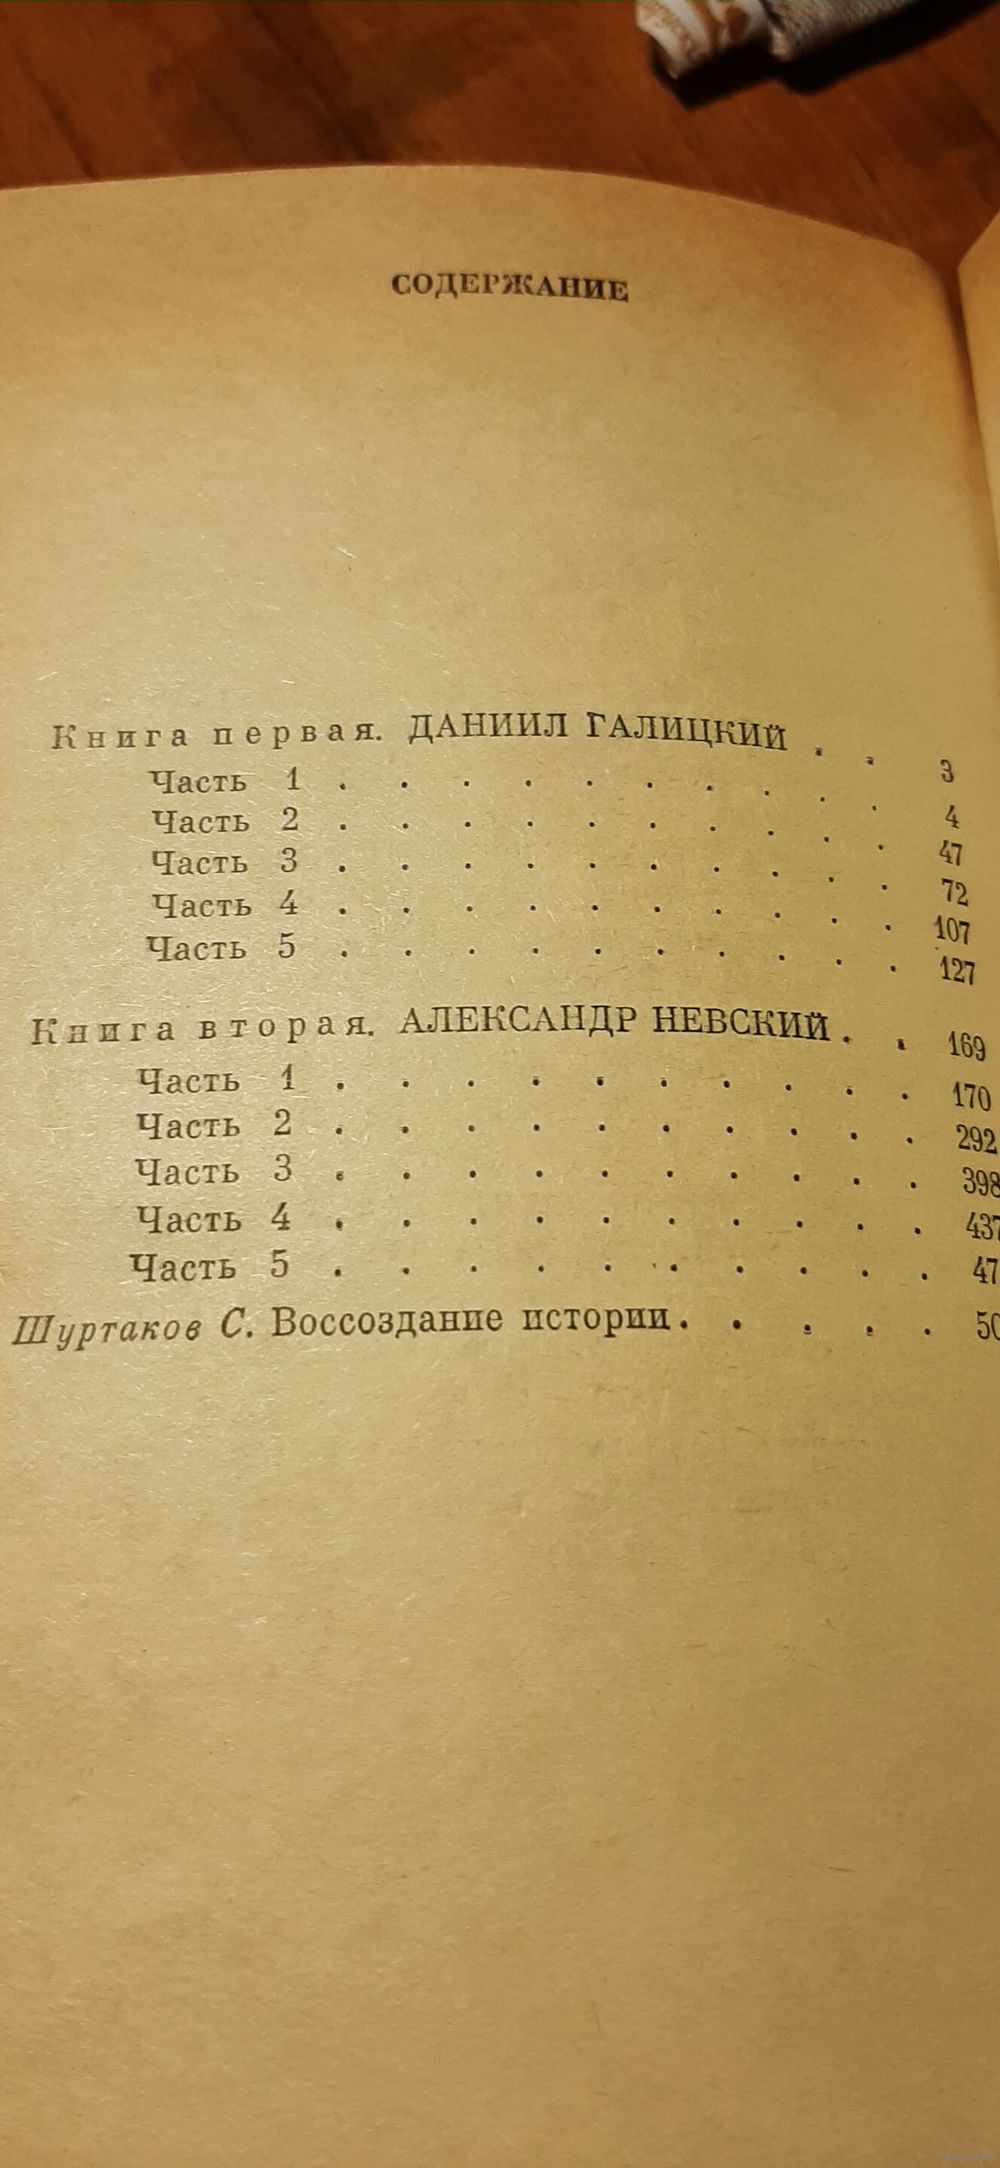 СОДЕРЖАНИЕ
Книга первая. ДАНИИЛ ГАЛИЦКИЙ . . 3
Часть 1 . . . . . . . . . . 4
Часть 2 . . . . . . . . . . 47
Часть 3 . . . . . . . . . . 72
Часть 4 . . . . . . . . . . 107
Часть 5 . . . . . . . . . . 127
Книга вторая. АЛЕКСАНДР НЕВСКИЙ . . 169
Часть 1 . . . . . . . . . . 170
Часть 2 . . . . . . . . . . 292
Часть 3 . . . . . . . . . . 398
Часть 4 . . . . . . . . . . 437
Часть 5 . . . . . . . . . .
Шуртаков С. Воссоздание истории . . . . .